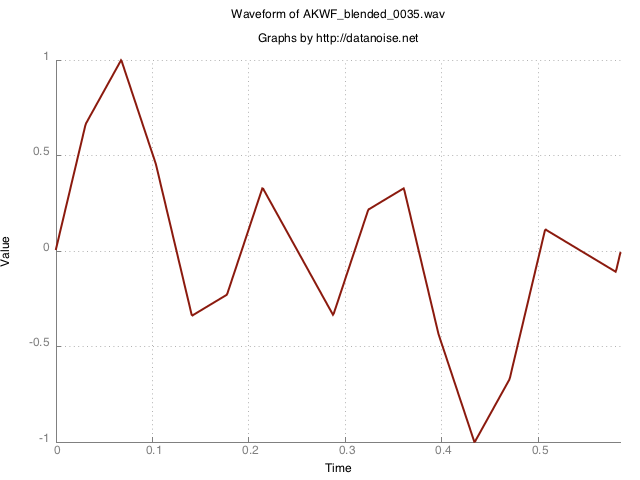 Waveform of AKWF_blended_0035.wav
Graphs by http://datanoise.net
1
0.5
0
-0.5
-1
Value
0
0.1
0.2
0.3
0.4
0.5
Time